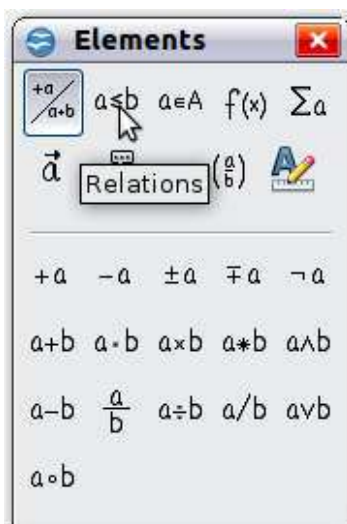 Elements
+a/a+b a≤b a∈A f(x) Σa
a⃗ (a/b) A
Relations
+a -a ±a ∓a ¬a
a+b a·b a×b a∗b a∧b
a-b a/b a÷b a/b a∨b
a∘b